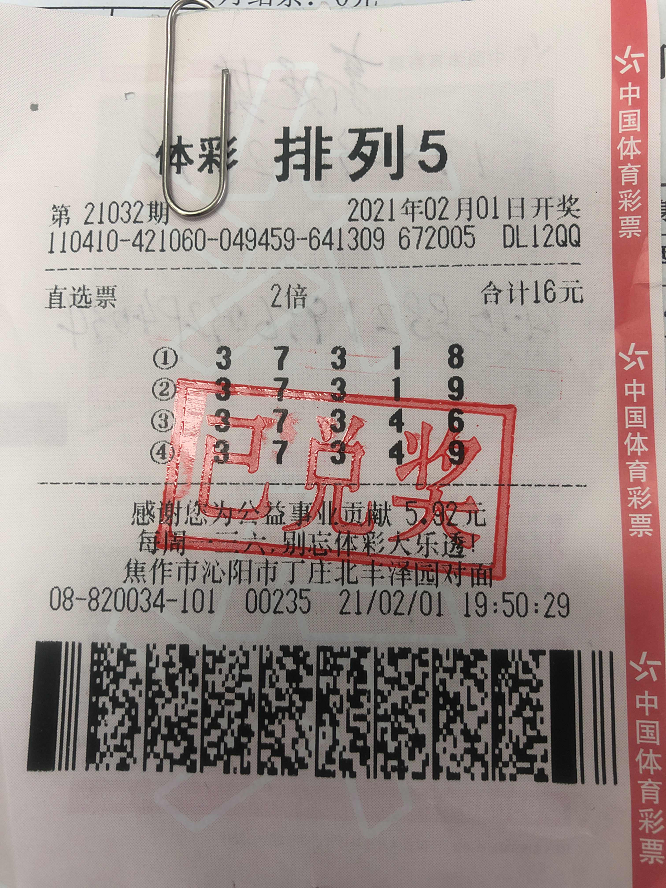 体彩 排列5
第 21032期 2021年02月01日开奖
110410-421060-049459-641309 672005 DL12QQ
直选票 2倍 合计16元
① 3 7 3 1 8
② 3 7 3 1 9
③ 3 7 3 4 6
④ 3 7 3 4 9
已兑奖
感谢您为公益事业贡献 5.92元
每周一三六,别忘体彩大乐透!
焦作市沁阳市丁庄北丰泽园对面
08-820034-101 00235 21/02/01 19:50:29
中国体育彩票
中国体育彩票
中国体育彩票